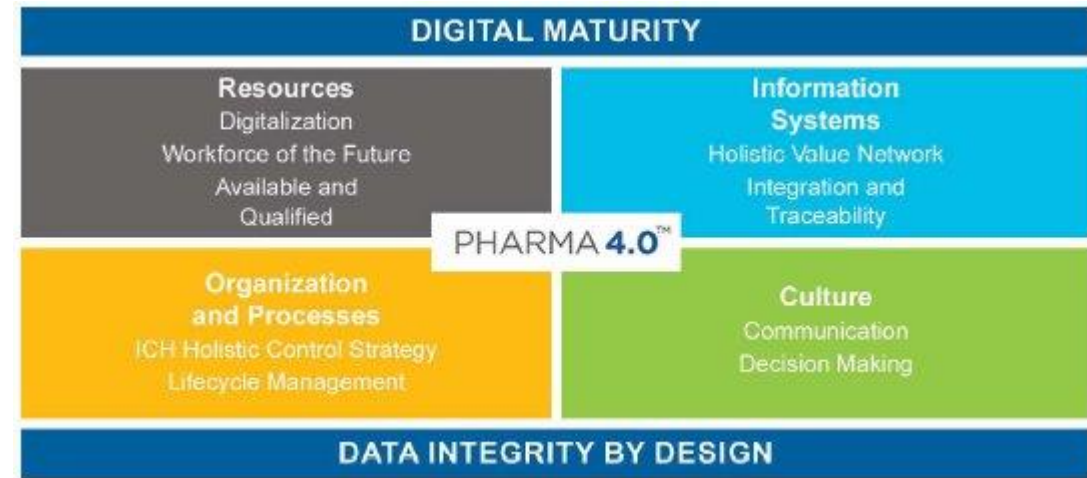 DIGITAL MATURITY
Resources
Digitalization
Workforce of the Future
Available and
Qualified
Information
Systems
Holistic Value Network
Integration and
Traceability
PHARMA 4.0™
Organization
and Processes
ICH Holistic Control Strategy
Lifecycle Management
Culture
Communication
Decision Making
DATA INTEGRITY BY DESIGN